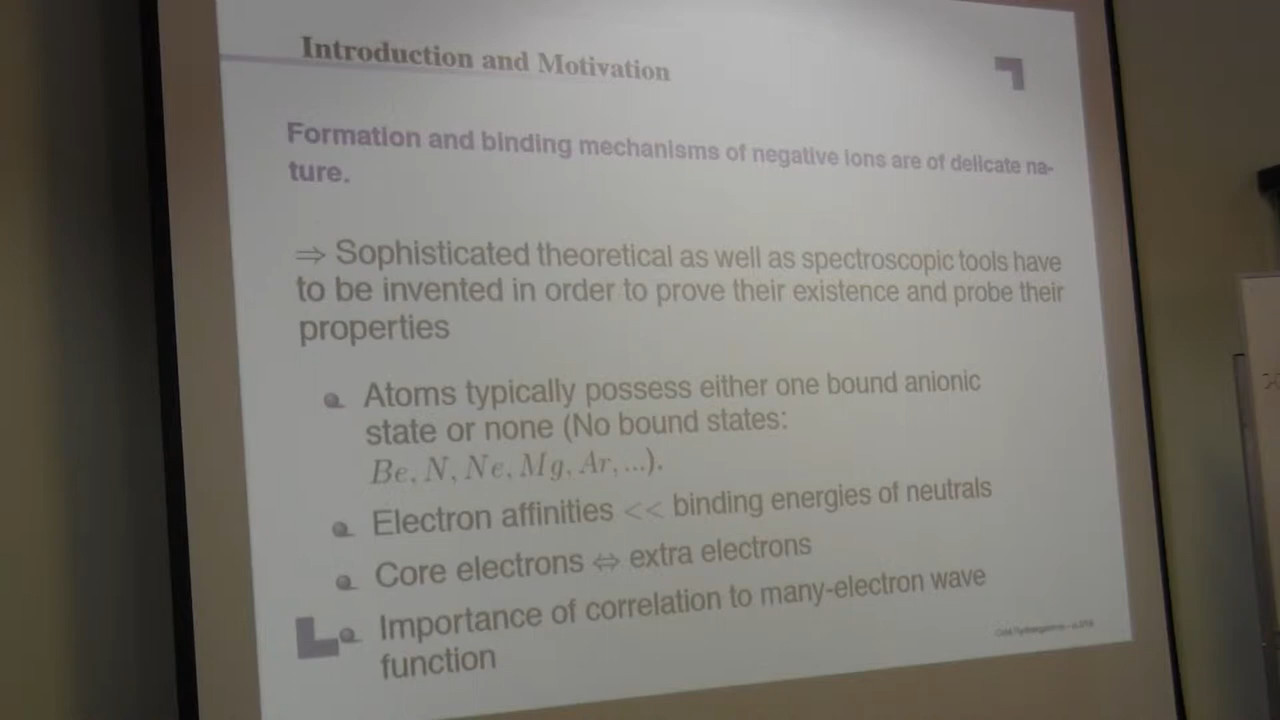 Introduction and Motivation
Formation and binding mechanisms of negative ions are of delicate na-
ture.
⇒ Sophisticated theoretical as well as spectroscopic tools have
to be invented in order to prove their existence and probe their
properties
Atoms typically possess either one bound anionic
state or none (No bound states:
Be, N, Ne, Mg, Ar, ...).
Electron affinities << binding energies of neutrals
Core electrons ⇔ extra electrons
Importance of correlation to many-electron wave
function